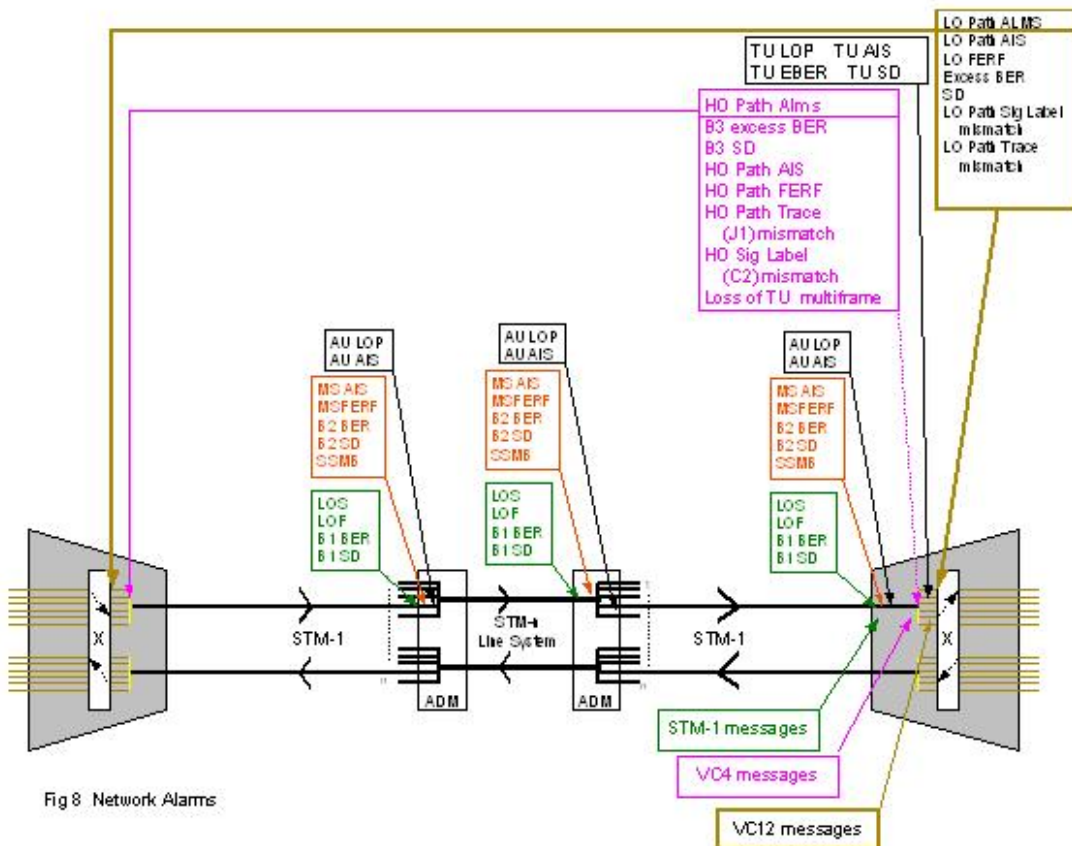 LO Path ALMS
LO Path AIS
LO FERF
Excess BER
SD
LO Path Sig Label
mismatch
LO Path Trace
mismatch
TU LOP TU AIS
TU EBER TU SD
HO Path Alms
B3 excess BER
B3 SD
HO Path AIS
HO Path FERF
HO Path Trace
(J1) mismatch
HO Sig Label
(C2) mismatch
Loss of TU multiframe
AU LOP
AU AIS
MS AIS
MSFERF
B2 BER
B2 SD
SSMB
LOS
LOF
B1 BER
B1 SD
AU LOP
AU AIS
MS AIS
MSFERF
B2 BER
B2 SD
SSMB
LOS
LOF
B1 BER
B1 SD
AU LOP
AU AIS
MS AIS
MSFERF
B2 BER
B2 SD
SSMB
LOS
LOF
B1 BER
B1 SD
X
STM-1
STM-n
Line System
STM-1
X
ADM
ADM
STM-1 messages
VC4 messages
VC12 messages
Fig 8 Network Alarms